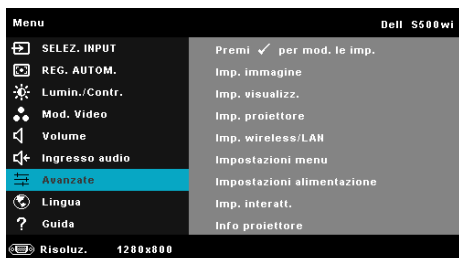 Menu Dell S500wi
SELEZ. INPUT
REG. AUTOM.
Lumin./Contr.
Mod. Video
Volume
Ingresso audio
Avanzate
Lingua
Guida
Premi ✓ per mod. le imp.
Imp. immagine
Imp. visualizz.
Imp. proiettore
Imp. wireless/LAN
Impostazioni menu
Impostazioni alimentazione
Imp. interatt.
Info proiettore
Risoluz. 1280x800